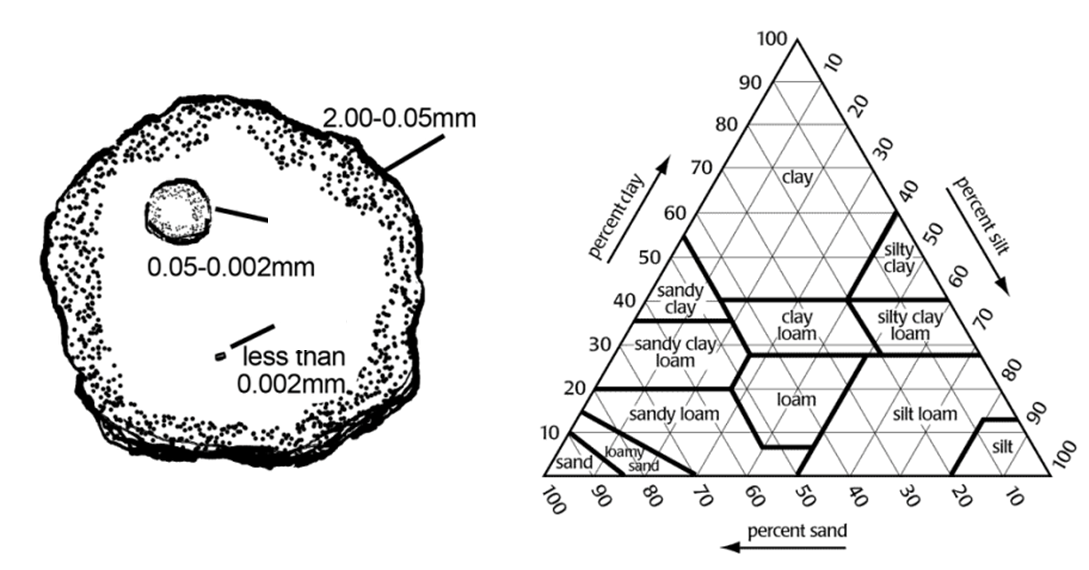 2.00-0.05mm
0.05-0.002mm
less than
0.002mm
100
90
80
70
60
50
40
30
20
10
percent clay
10
20
30
40
50
60
70
80
90
100
percent silt
clay
silty
clay
sandy
clay
clay
loam
silty clay
loam
sandy clay
loam
loam
sandy loam
silt loam
silt
sand
loamy
sand
100
90
80
70
60
50
40
30
20
10
percent sand